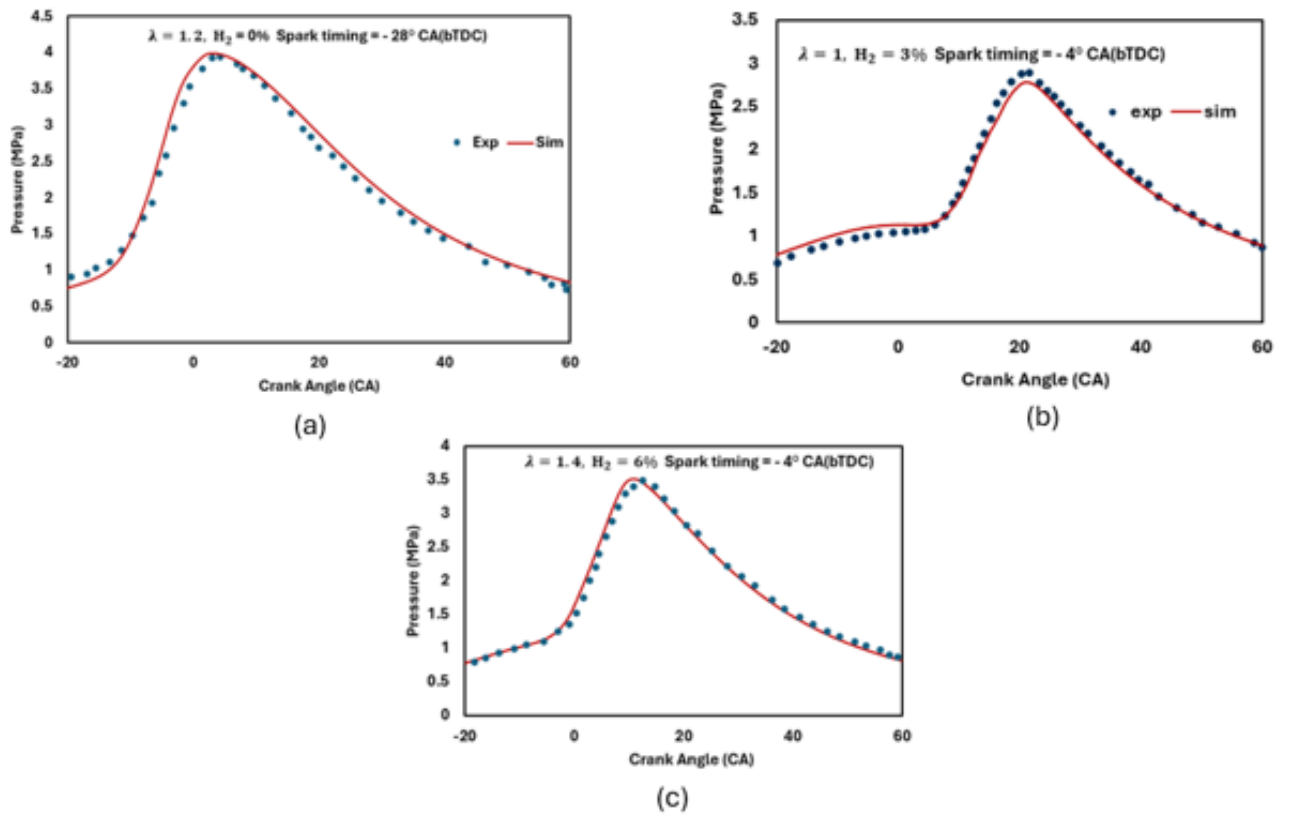 λ = 1.2, H₂ = 0% Spark timing = - 28⁰ CA(bTDC)
4.5
4
3.5
3
2.5
2
1.5
1
0.5
0
Pressure (MPa)
Exp Sim
-20 0 20 40 60
Crank Angle (CA)
(a)
λ = 1, H₂ = 3% Spark timing = - 4⁰ CA(bTDC)
3.5
3
2.5
2
1.5
1
0.5
0
Pressure (MPa)
exp sim
-20 0 20 40 60
Crank Angle (CA)
(b)
λ = 1.4, H₂ = 6% Spark timing = - 4⁰ CA(bTDC)
4
3.5
3
2.5
2
1.5
1
0.5
0
Pressure (MPa)
-20 0 20 40 60
Crank Angle (CA)
(c)